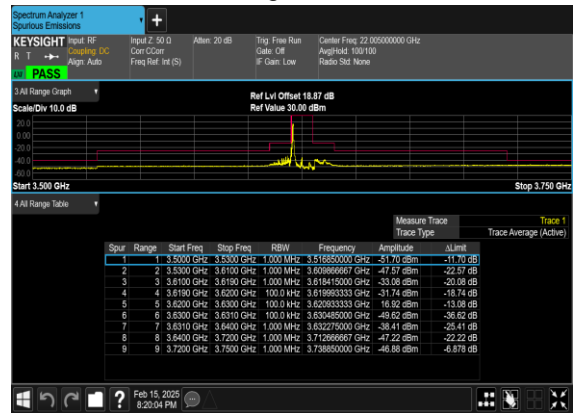 Spectrum Analyzer 1
Spurious Emissions
KEYSIGHT Input: RF Input Z: 50 Ω Atten: 20 dB Trig: Free Run Center Freq: 22.005000000 GHz
R T Coupling: DC Corr CCorr Gate: Off Avg|Hold: 100/100
Align: Auto Freq Ref: Int (S) IF Gain: Low Radio Std: None
PASS
3 All Range Graph
Ref Lvl Offset 18.87 dB
Scale/Div 10.0 dB Ref Value 30.00 dBm
20.0
0.00
-20.0
-40.0
-60.0
Start 3.500 GHz Stop 3.750 GHz
4 All Range Table
Measure Trace Trace 1
Trace Type Trace Average (Active)
Spur Range Start Freq Stop Freq RBW Frequency Amplitude ΔLimit
1 1 3.5000 GHz 3.5300 GHz 1.000 MHz 3.516850000 GHz -51.70 dBm -11.70 dB
2 2 3.5300 GHz 3.6100 GHz 1.000 MHz 3.609866667 GHz -47.57 dBm -22.57 dB
3 3 3.6100 GHz 3.6190 GHz 1.000 MHz 3.618415000 GHz -33.08 dBm -20.08 dB
4 4 3.6190 GHz 3.6200 GHz 100.0 kHz 3.619993333 GHz -31.74 dBm -18.74 dB
5 5 3.6200 GHz 3.6300 GHz 100.0 kHz 3.620933333 GHz 16.92 dBm -13.08 dB
6 6 3.6300 GHz 3.6310 GHz 100.0 kHz 3.630485000 GHz -49.62 dBm -36.62 dB
7 7 3.6310 GHz 3.6400 GHz 1.000 MHz 3.632275000 GHz -38.41 dBm -25.41 dB
8 8 3.6400 GHz 3.7200 GHz 1.000 MHz 3.712666667 GHz -47.22 dBm -22.22 dB
9 9 3.7200 GHz 3.7500 GHz 1.000 MHz 3.738850000 GHz -46.88 dBm -6.878 dB
Feb 15, 2025
8:20:04 PM